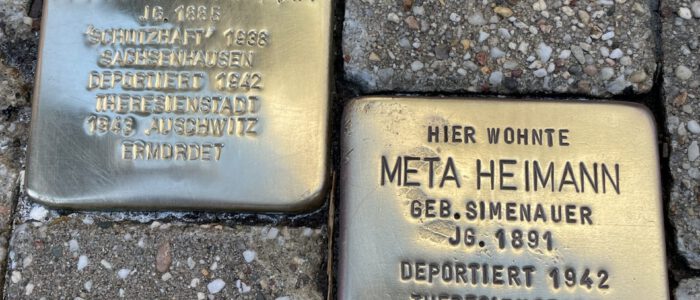 JG. 1886
'SCHUTZHAFT' 1938
SACHSENHAUSEN
DEPORTIERT 1942
THERESIENSTADT
1943 AUSCHWITZ
ERMORDET
HIER WOHNTE
META HEIMANN
GEB. SIMENAUER
JG. 1891
DEPORTIERT 1942